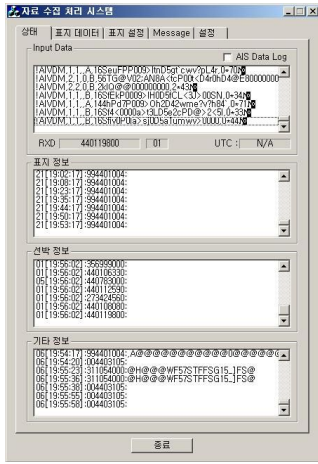 자료 수집 처리 시스템
상태 표지 데이터 표지 설정 Message 설정
Input Data
AIS Data Log
RXD 440119800 01 UTC : N/A
표지 정보
21[19:02:17]:994401004:
21[19:08:17]:994401004:
21[19:23:17]:994401004:
21[19:35:17]:994401004:
21[19:44:17]:994401004:
21[19:50:17]:994401004:
21[19:53:17]:994401004:
선박 정보
01[19:56:02]:356999000:
01[19:56:02]:440106330:
05[19:56:02]:440783000:
01[19:56:02]:440112590:
01[19:56:02]:273424560:
01[19:56:02]:440108080:
01[19:56:02]:440119800:
기타 정보
06[19:54:20]:004403105:
06[19:55:23]:311054000:@H@@@WF57STFFSG15_]FS@
06[19:55:36]:311054000:@H@@@WF57STFFSG15_]FS@
06[19:55:38]:004403105:
06[19:55:55]:004403105:
06[19:55:58]:004403105:
종료